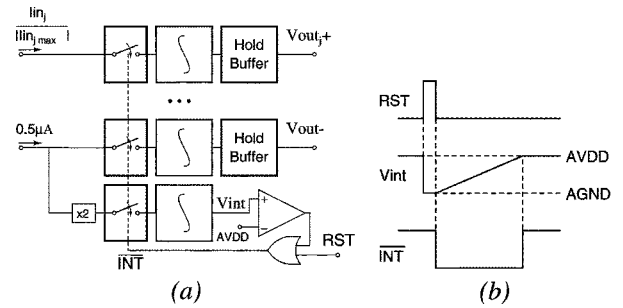 Iin_j
|Iin_j max|
Hold
Buffer
Vout_j+
...
0.5µA
Hold
Buffer
Vout-
x2
Vint
+
AVDD
-
RST
INT
(a)
RST
Vint
AVDD
AGND
INT
(b)